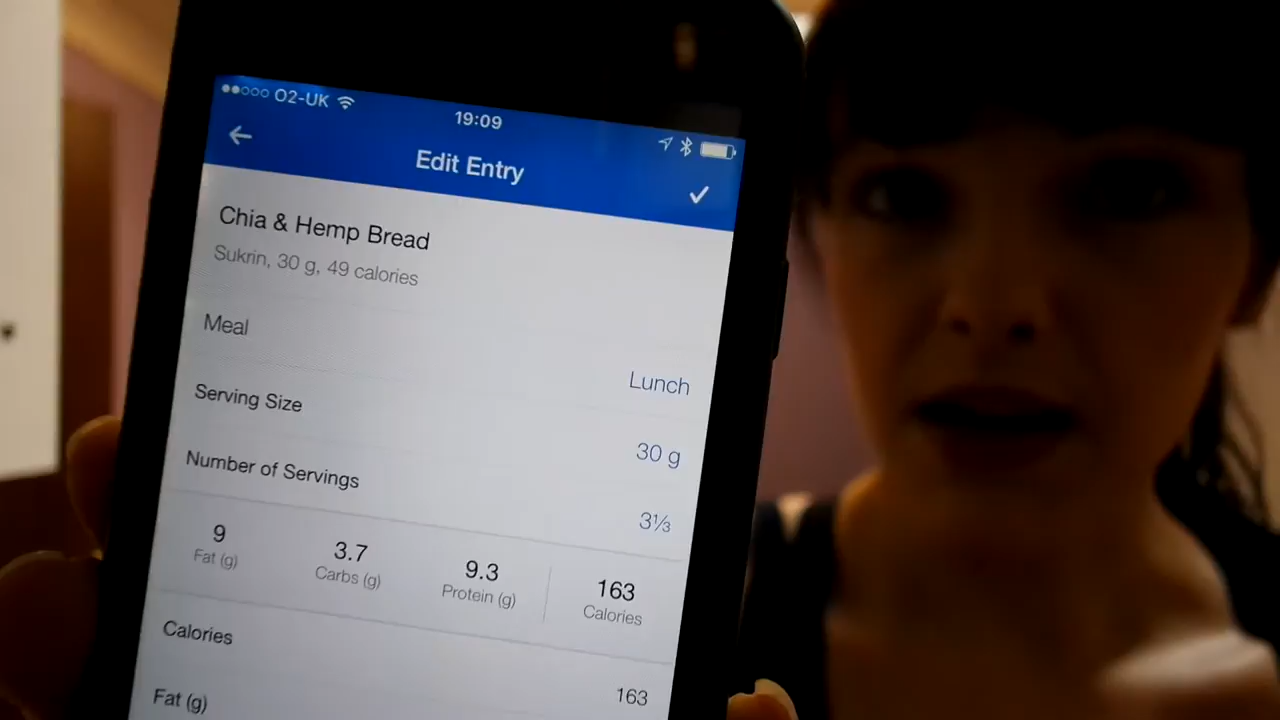 O2-UK
19:09
Edit Entry
Chia & Hemp Bread
Sukrin, 30 g, 49 calories
Meal
Lunch
Serving Size
30 g
Number of Servings
3⅓
9 3.7 9.3 163
Fat (g) Carbs (g) Protein (g) Calories
Calories
163
Fat (g)